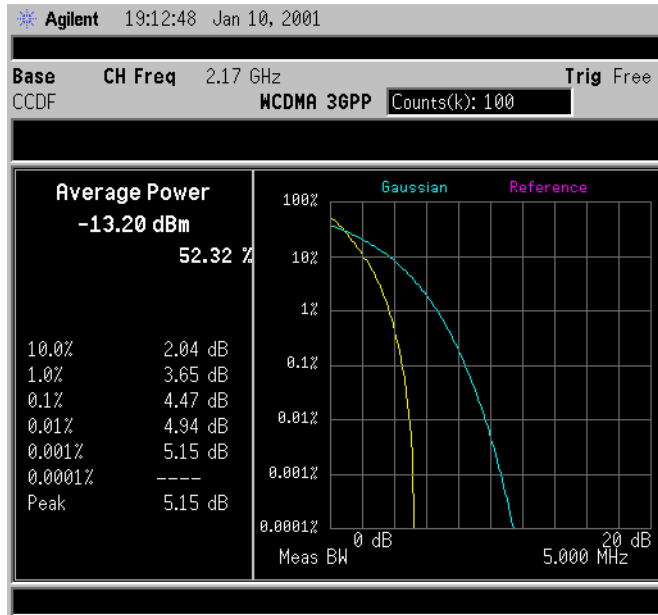 Agilent 19:12:48 Jan 10, 2001
Base CH Freq 2.17 GHz Trig Free
CCDF WCDMA 3GPP Counts(k): 100
Average Power
-13.20 dBm
52.32 %
10.0% 2.04 dB
1.0% 3.65 dB
0.1% 4.47 dB
0.01% 4.94 dB
0.001% 5.15 dB
0.0001% ----
Peak 5.15 dB
Gaussian Reference
100%
10%
1%
0.1%
0.01%
0.001%
0.0001%
0 dB 20 dB
Meas BW 5.000 MHz